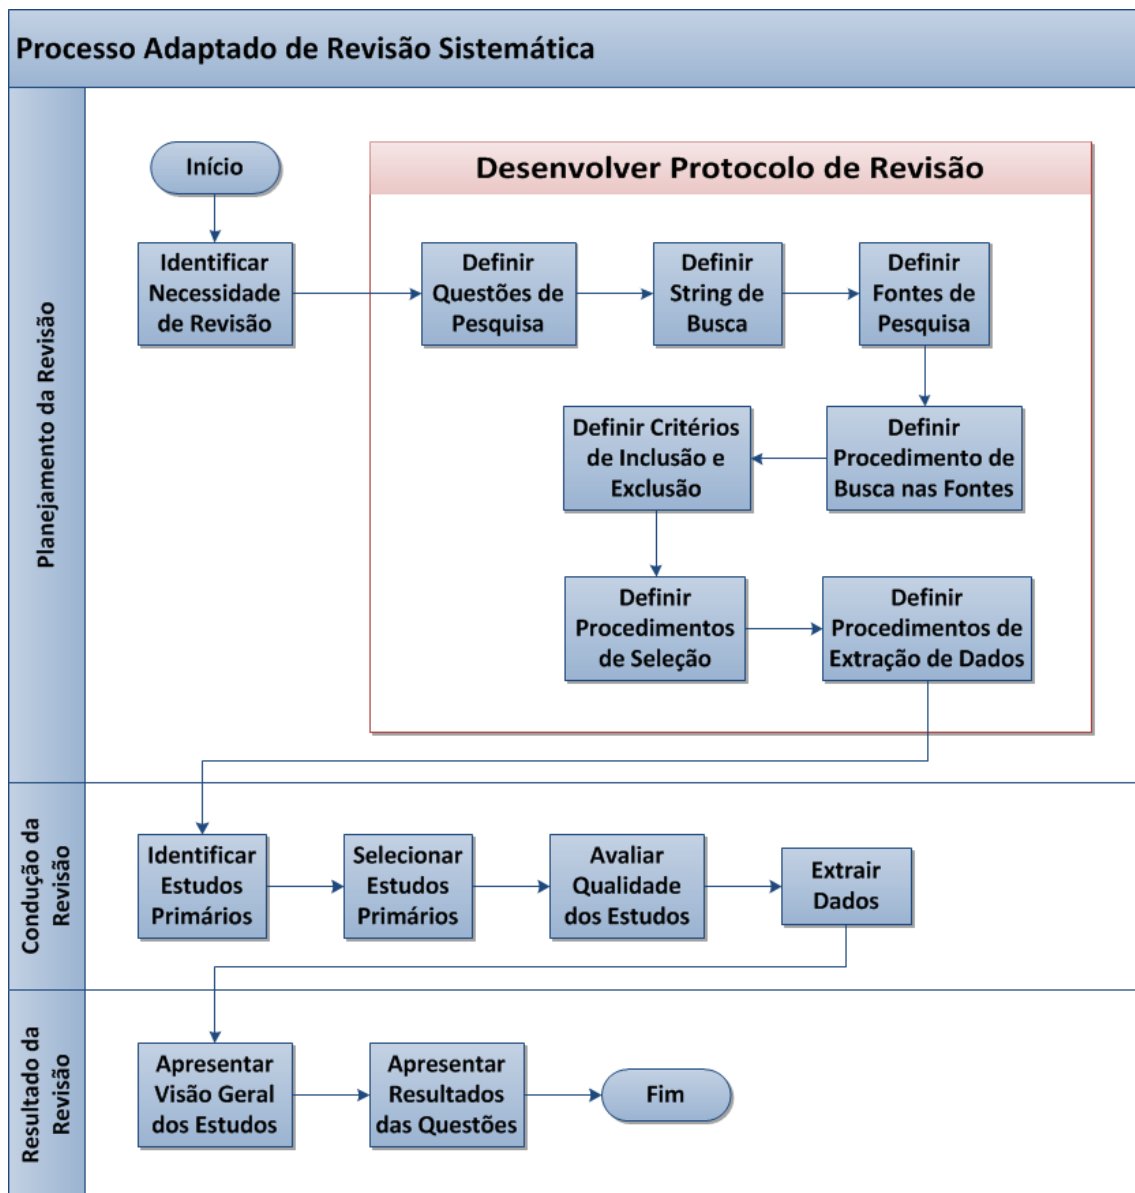 Processo Adaptado de Revisão Sistemática
Planejamento da Revisão
Início
Desenvolver Protocolo de Revisão
Identificar
Necessidade
de Revisão
Definir
Questões de
Pesquisa
Definir
String de
Busca
Definir
Fontes de
Pesquisa
Definir
Procedimento de
Busca nas Fontes
Definir Critérios
de Inclusão e
Exclusão
Definir
Procedimentos
de Seleção
Definir
Procedimentos de
Extração de Dados
Condução da
Revisão
Identificar
Estudos
Primários
Selecionar
Estudos
Primários
Avaliar
Qualidade
dos Estudos
Extrair
Dados
Resultado da
Revisão
Apresentar
Visão Geral
dos Estudos
Apresentar
Resultados
das Questões
Fim